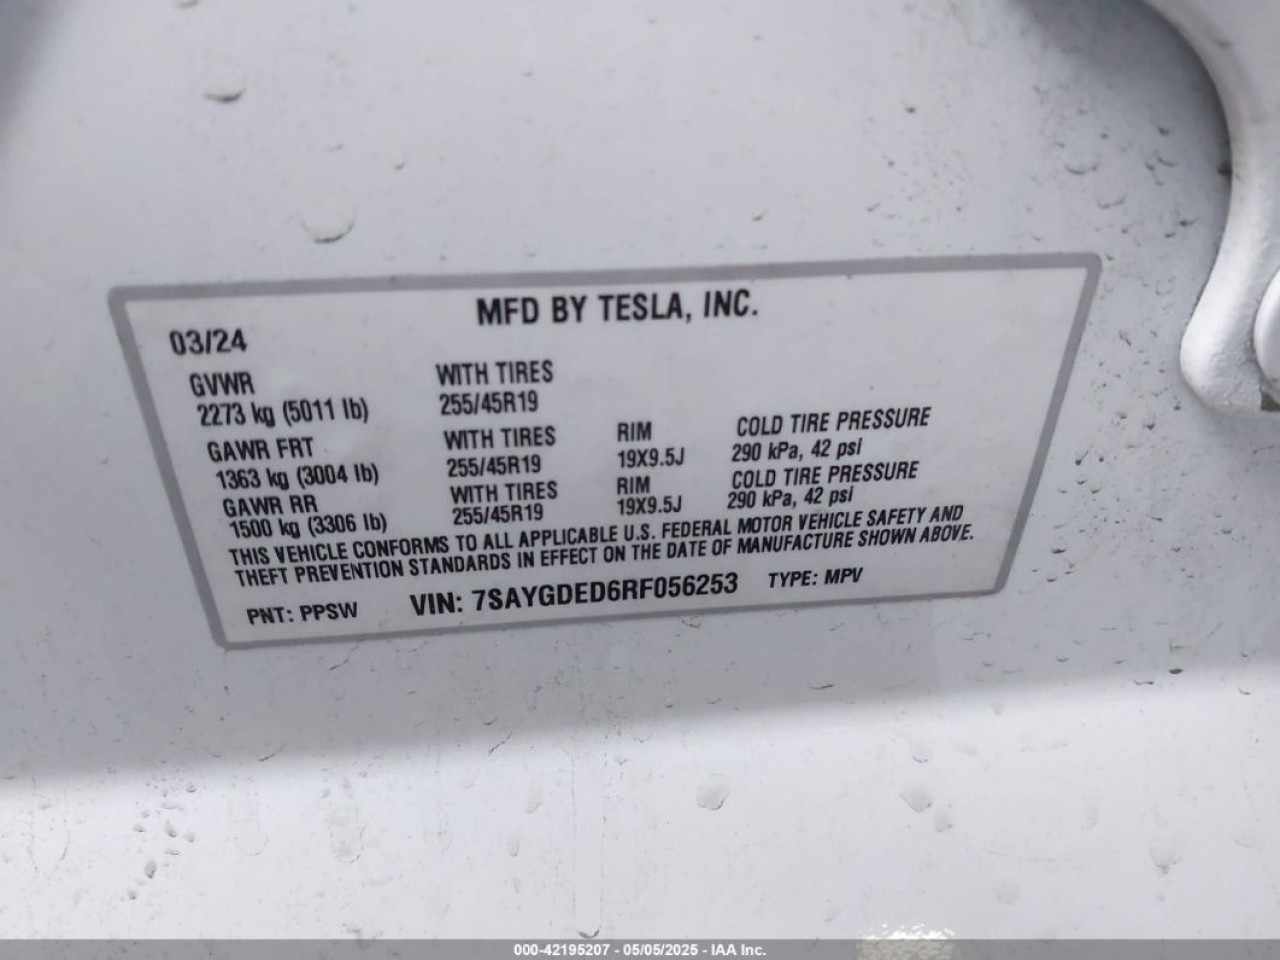 MFD BY TESLA, INC.
03/24
GVWR WITH TIRES
2273 kg (5011 lb) 255/45R19
GAWR FRT WITH TIRES RIM COLD TIRE PRESSURE
1363 kg (3004 lb) 255/45R19 19X9.5J 290 kPa, 42 psi
GAWR RR WITH TIRES RIM COLD TIRE PRESSURE
1500 kg (3306 lb) 255/45R19 19X9.5J 290 kPa, 42 psi
THIS VEHICLE CONFORMS TO ALL APPLICABLE U.S. FEDERAL MOTOR VEHICLE SAFETY AND
THEFT PREVENTION STANDARDS IN EFFECT ON THE DATE OF MANUFACTURE SHOWN ABOVE.
PNT: PPSW VIN: 7SAYGDED6RF056253 TYPE: MPV
000-42195207 - 05/05/2025 - IAA Inc.